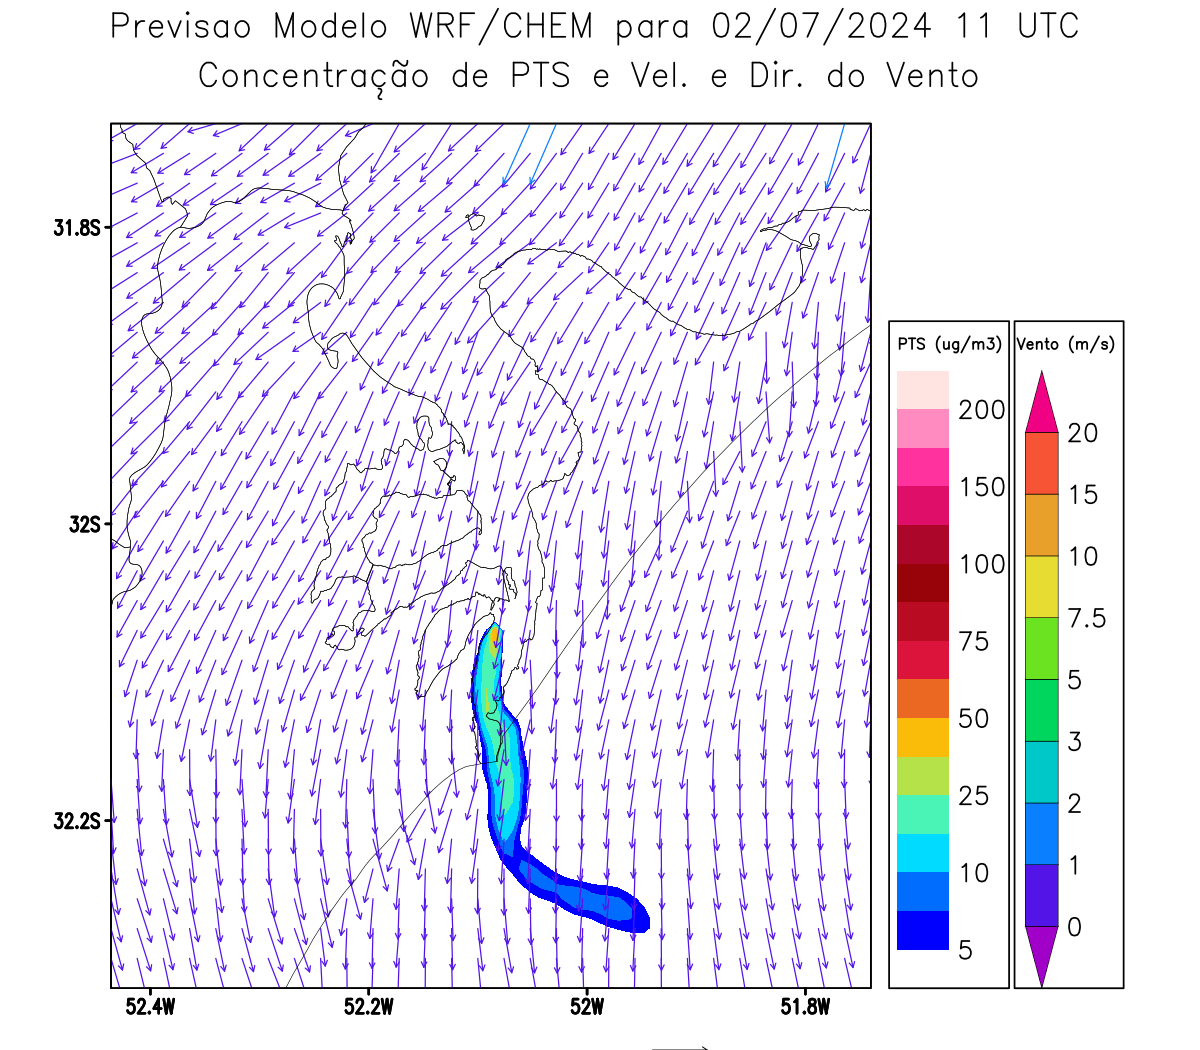 Previsao Modelo WRF/CHEM para 02/07/2024 11 UTC
Concentração de PTS e Vel. e Dir. do Vento
31.8S
32S
32.2S
52.4W
52.2W
52W
51.8W
PTS (ug/m3)
200
150
100
75
50
25
10
5
Vento (m/s)
20
15
10
7.5
5
3
2
1
0